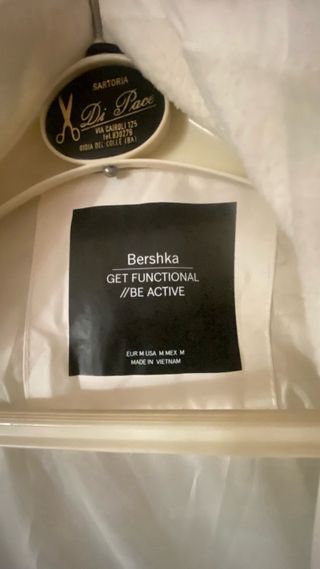 SARTORIA
Di Pace
VIA CAIROLI 125
tel. 830279
GIOIA DEL COLLE (BA)
Bershka
GET FUNCTIONAL
//BE ACTIVE
EUR M USA M MEX M
MADE IN VIETNAM